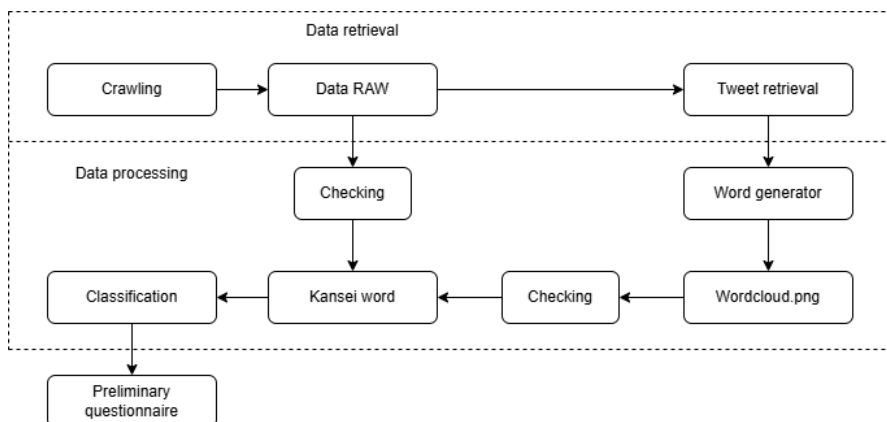 Data retrieval
Crawling
Data RAW
Tweet retrieval
Data processing
Checking
Word generator
Classification
Kansei word
Checking
Wordcloud.png
Preliminary
questionnaire